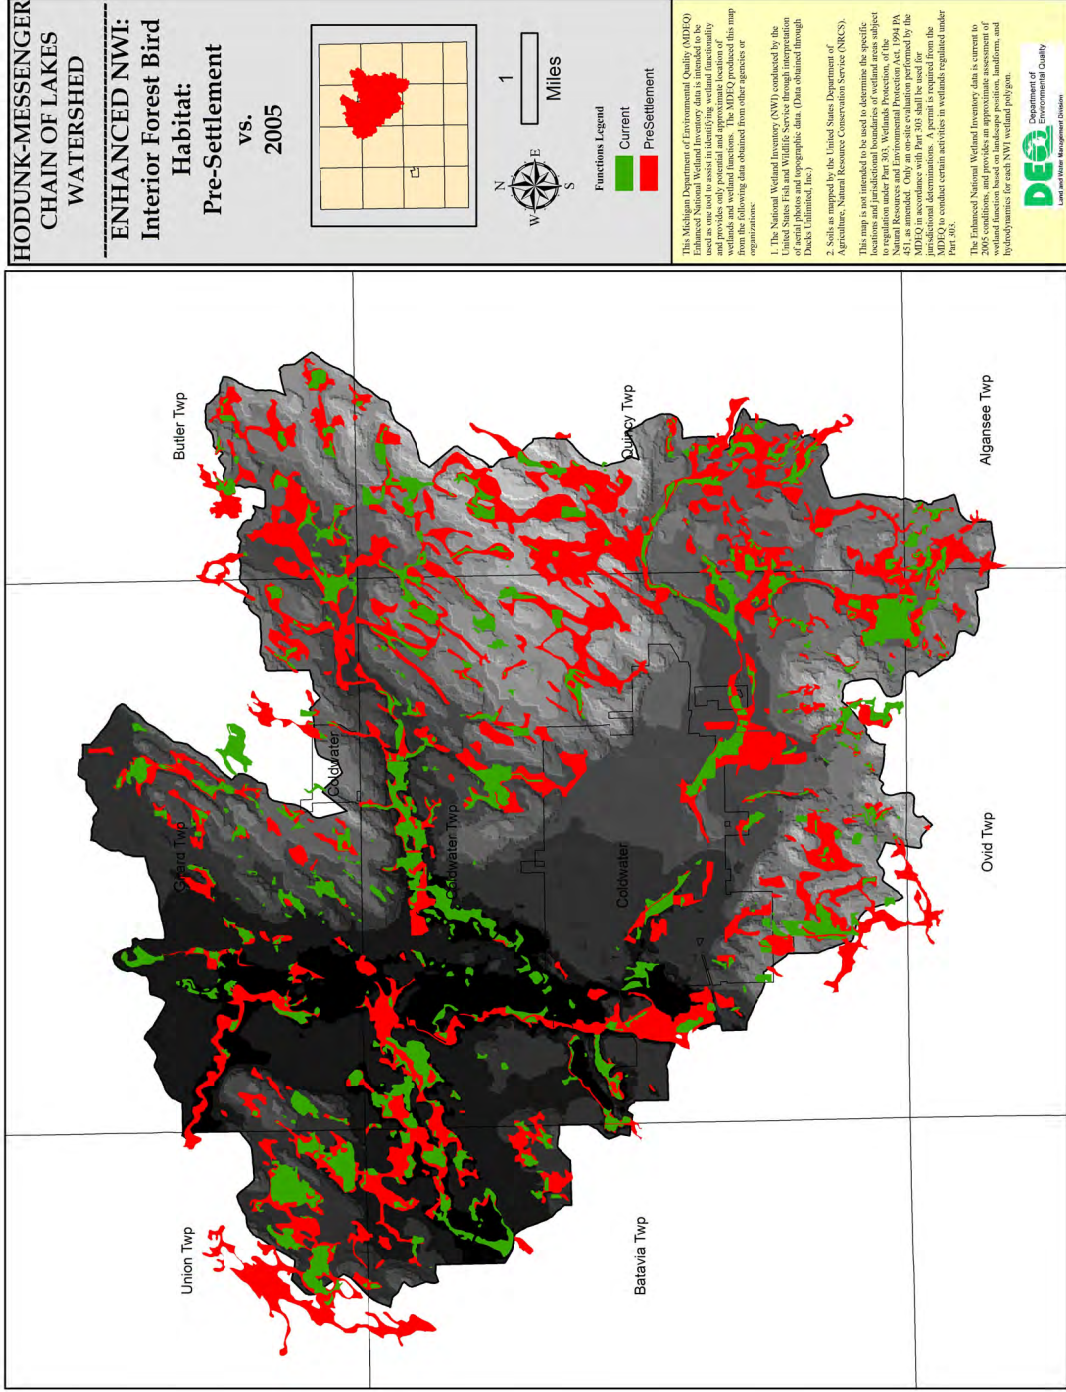 HODUNK-MESSENGER
CHAIN OF LAKES
WATERSHED
ENHANCED NWI:
Interior Forest Bird
Habitat:
Pre-Settlement
vs.
2005
N
W
E
S
1
Miles
Functions Legend
Current
PreSettlement
This Michigan Department of Environmental Quality (MDEQ)
Enhanced National Wetland Inventory data is intended to be
used as one tool to assist in identifying wetland functionality
and provides only potential and approximate location of
wetlands and wetland functions. The MDEQ produced this map
from the following data obtained from other agencies or
organizations:
1. The National Wetland Inventory (NWI) conducted by the
United States Fish and Wildlife Service through interpretation
of aerial photos and topographic data. (Data obtained through
Ducks Unlimited, Inc.)
2. Soils as mapped by the United States Department of
Agriculture, Natural Resource Conservation Service (NRCS).
This map is not intended to be used to determine the specific
locations and jurisdictional boundaries of wetland areas subject
to regulation under Part 303, Wetlands Protection, of the
Natural Resources and Environmental Protection Act, 1994 PA
451, as amended. Only an on-site evaluation performed by the
MDEQ in accordance with Part 303 shall be used for
jurisdictional determinations. A permit is required from the
MDEQ to conduct certain activities in wetlands regulated under
Part 303.
The Enhanced National Wetland Inventory data is current to
2005 conditions, and provides an approximate assessment of
wetland function based on landscape position, landform, and
hydrodynamics for each NWI wetland polygon.
DEQ
Department of
Environmental Quality
Land and Water Management Division
Union Twp
Girard Twp
Butler Twp
Coldwater
Coldwater Twp
Batavia Twp
Coldwater
Quincy Twp
Ovid Twp
Algansee Twp